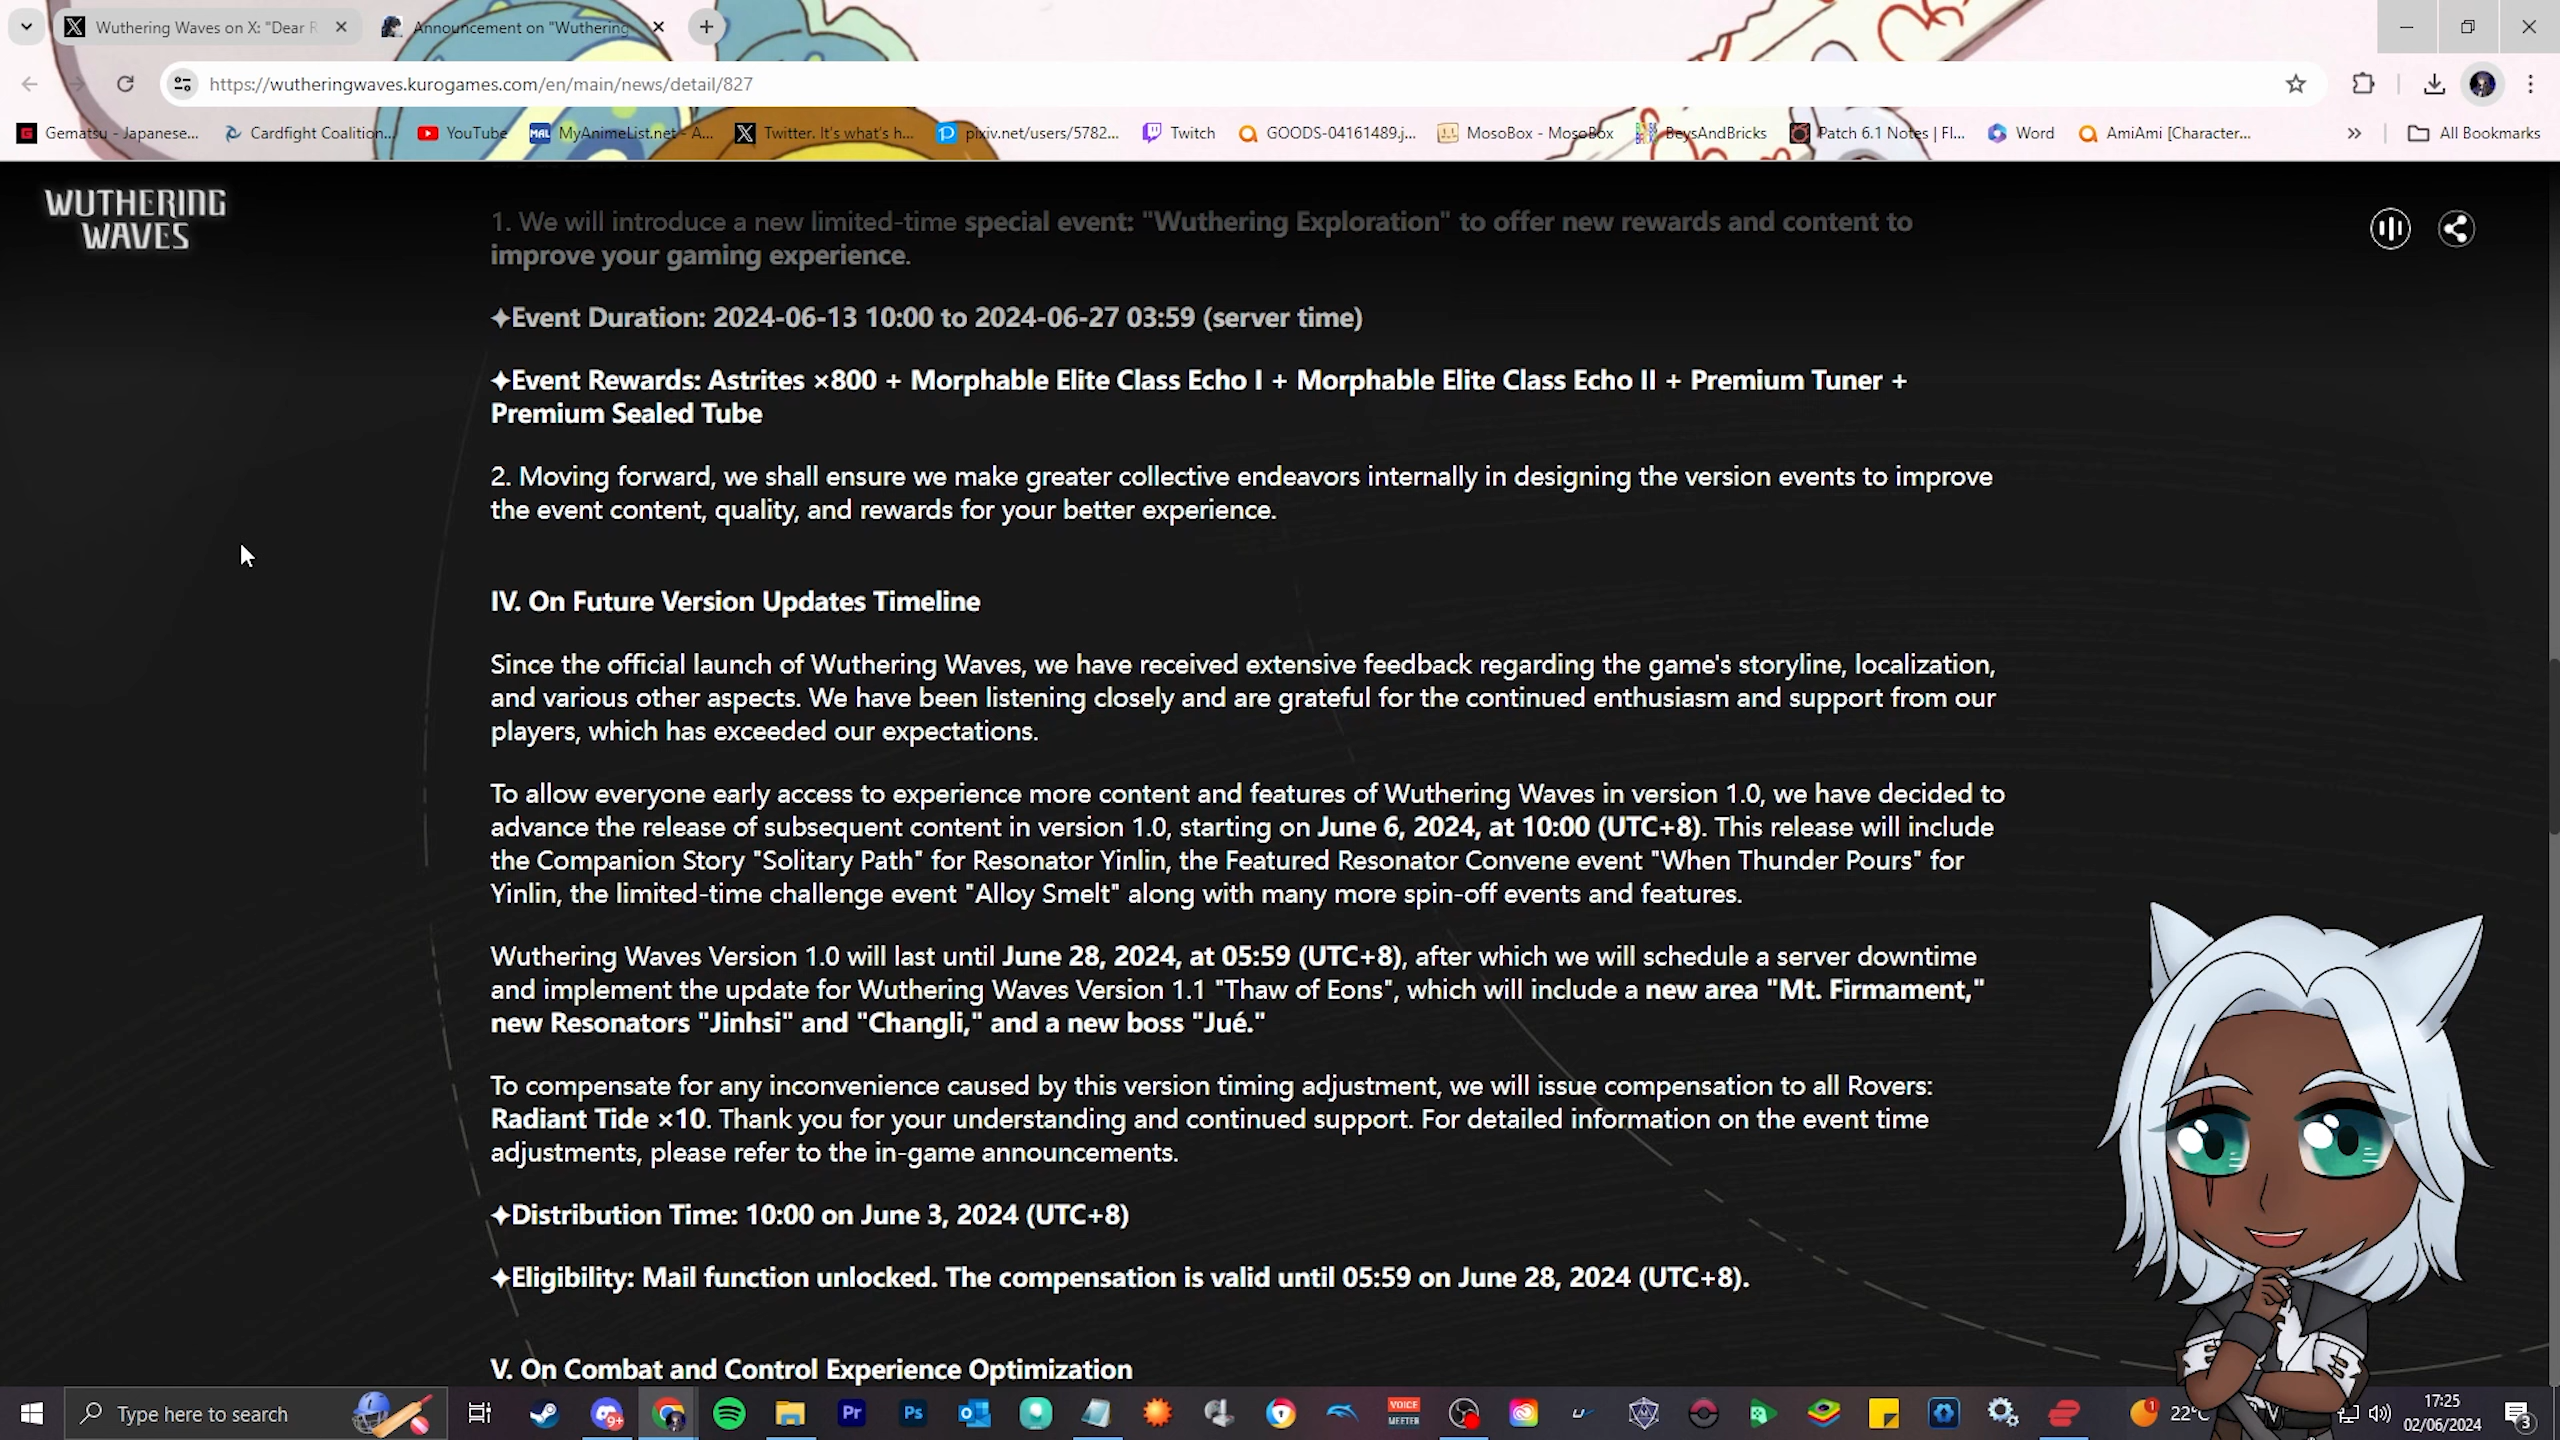 Wuthering Waves on X: "Dear R
Announcement on "Wuthering
https://wutheringwaves.kurogames.com/en/main/news/detail/827
Gematsu - Japanese...
Cardfight Coalition...
YouTube
MAL
MyAnimeList.net - A...
Twitter. It's what's h...
pixiv.net/users/5782...
Twitch
GOODS-04161489.j...
MosoBox - MosoBox
BeysAndBricks
Patch 6.1 Notes | Fl...
Word
AmiAmi [Character...
All Bookmarks
WUTHERING
WAVES
1. We will introduce a new limited-time special event: "Wuthering Exploration" to offer new rewards and content to
improve your gaming experience.
✦Event Duration: 2024-06-13 10:00 to 2024-06-27 03:59 (server time)
✦Event Rewards: Astrites ×800 + Morphable Elite Class Echo I + Morphable Elite Class Echo II + Premium Tuner +
Premium Sealed Tube
2. Moving forward, we shall ensure we make greater collective endeavors internally in designing the version events to improve
the event content, quality, and rewards for your better experience.
IV. On Future Version Updates Timeline
Since the official launch of Wuthering Waves, we have received extensive feedback regarding the game's storyline, localization,
and various other aspects. We have been listening closely and are grateful for the continued enthusiasm and support from our
players, which has exceeded our expectations.
To allow everyone early access to experience more content and features of Wuthering Waves in version 1.0, we have decided to
advance the release of subsequent content in version 1.0, starting on June 6, 2024, at 10:00 (UTC+8). This release will include
the Companion Story "Solitary Path" for Resonator Yinlin, the Featured Resonator Convene event "When Thunder Pours" for
Yinlin, the limited-time challenge event "Alloy Smelt" along with many more spin-off events and features.
Wuthering Waves Version 1.0 will last until June 28, 2024, at 05:59 (UTC+8), after which we will schedule a server downtime
and implement the update for Wuthering Waves Version 1.1 "Thaw of Eons", which will include a new area "Mt. Firmament,"
new Resonators "Jinhsi" and "Changli," and a new boss "Jué."
To compensate for any inconvenience caused by this version timing adjustment, we will issue compensation to all Rovers:
Radiant Tide ×10. Thank you for your understanding and continued support. For detailed information on the event time
adjustments, please refer to the in-game announcements.
✦Distribution Time: 10:00 on June 3, 2024 (UTC+8)
✦Eligibility: Mail function unlocked. The compensation is valid until 05:59 on June 28, 2024 (UTC+8).
V. On Combat and Control Experience Optimization
Type here to search
9+
Pr
Ps
VOICE
MEETER
1
22°C
17:25
02/06/2024
3